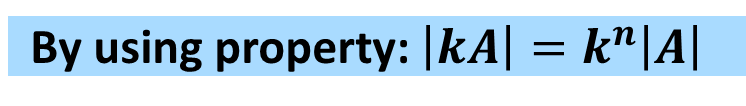 By using property: |kA| = kⁿ|A|